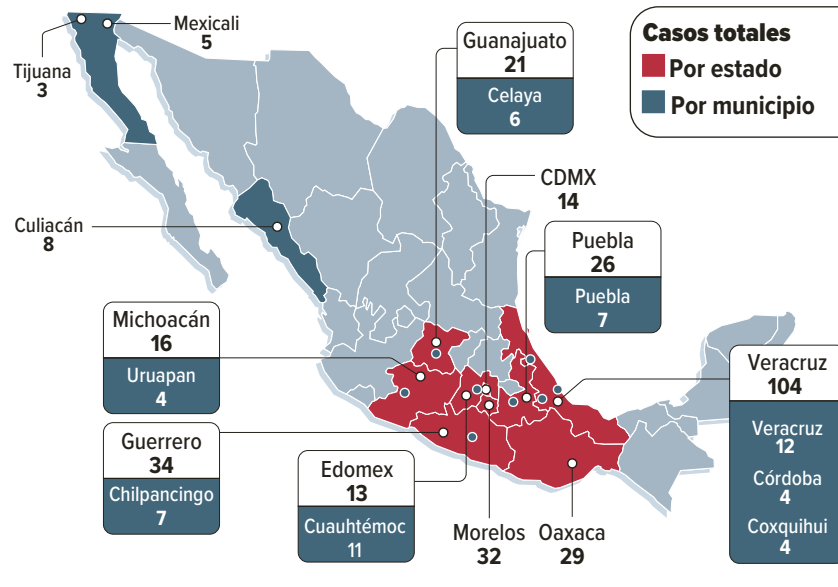 Mexicali
5
Tijuana
3
Guanajuato
21
Celaya
6
Casos totales
Por estado
Por municipio
CDMX
14
Culiacán
8
Puebla
26
Puebla
7
Michoacán
16
Uruapan
4
Veracruz
104
Veracruz
12
Córdoba
4
Coxquihui
4
Guerrero
34
Chilpancingo
7
Edomex
13
Cuauhtémoc
11
Morelos
32
Oaxaca
29